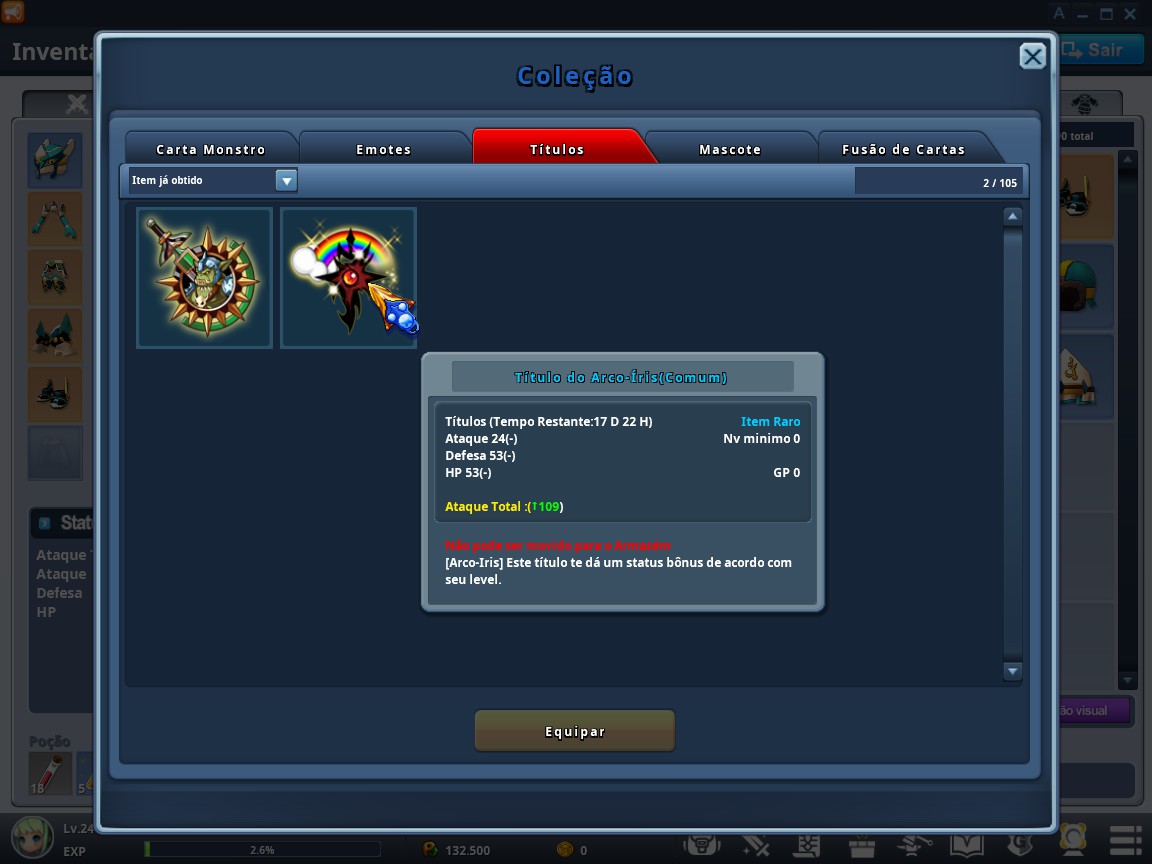 A
Inventá
Sair
Coleção
Carta Monstro
Emotes
Títulos
Mascote
Fusão de Cartas
0 total
Item já obtido
2 / 105
Título do Arco-Íris(Comum)
Títulos (Tempo Restante:17 D 22 H)
Item Raro
Ataque 24(-)
Nv minimo 0
Defesa 53(-)
HP 53(-)
GP 0
Ataque Total :(↑109)
Não pode ser movido para o Armazém
[Arco-Iris] Este título te dá um status bônus de acordo com
seu level.
Ataque
Ataque
Defesa
HP
ão visual
Equipar
Poção
18
5
Lv.24
EXP
2.6%
132.500
0